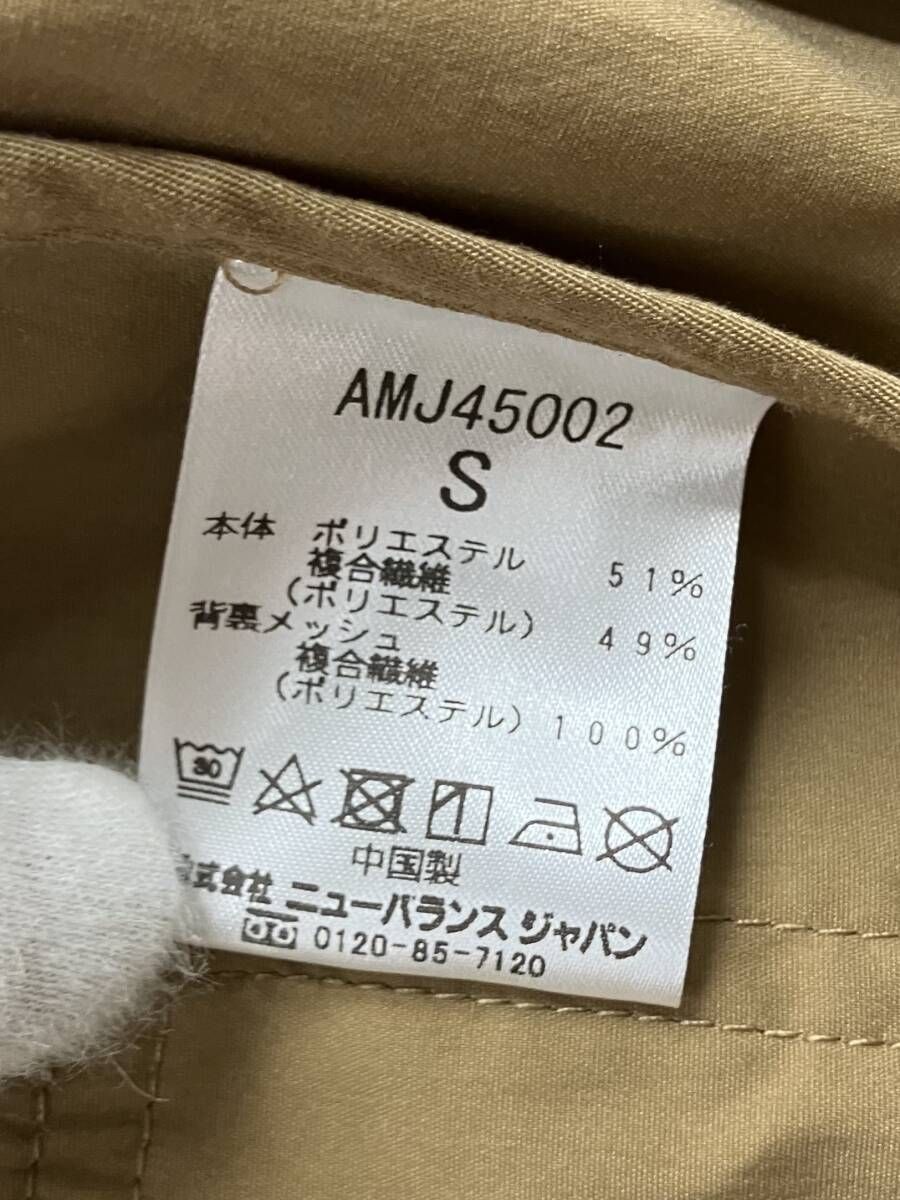 AMJ45002
S
本体 ポリエステル 51%
複合繊維
(ポリエステル) 49%
背裏メッシュ
複合繊維
(ポリエステル) 100%
30
中国製
株式会社 ニューバランス ジャパン
0120-85-7120